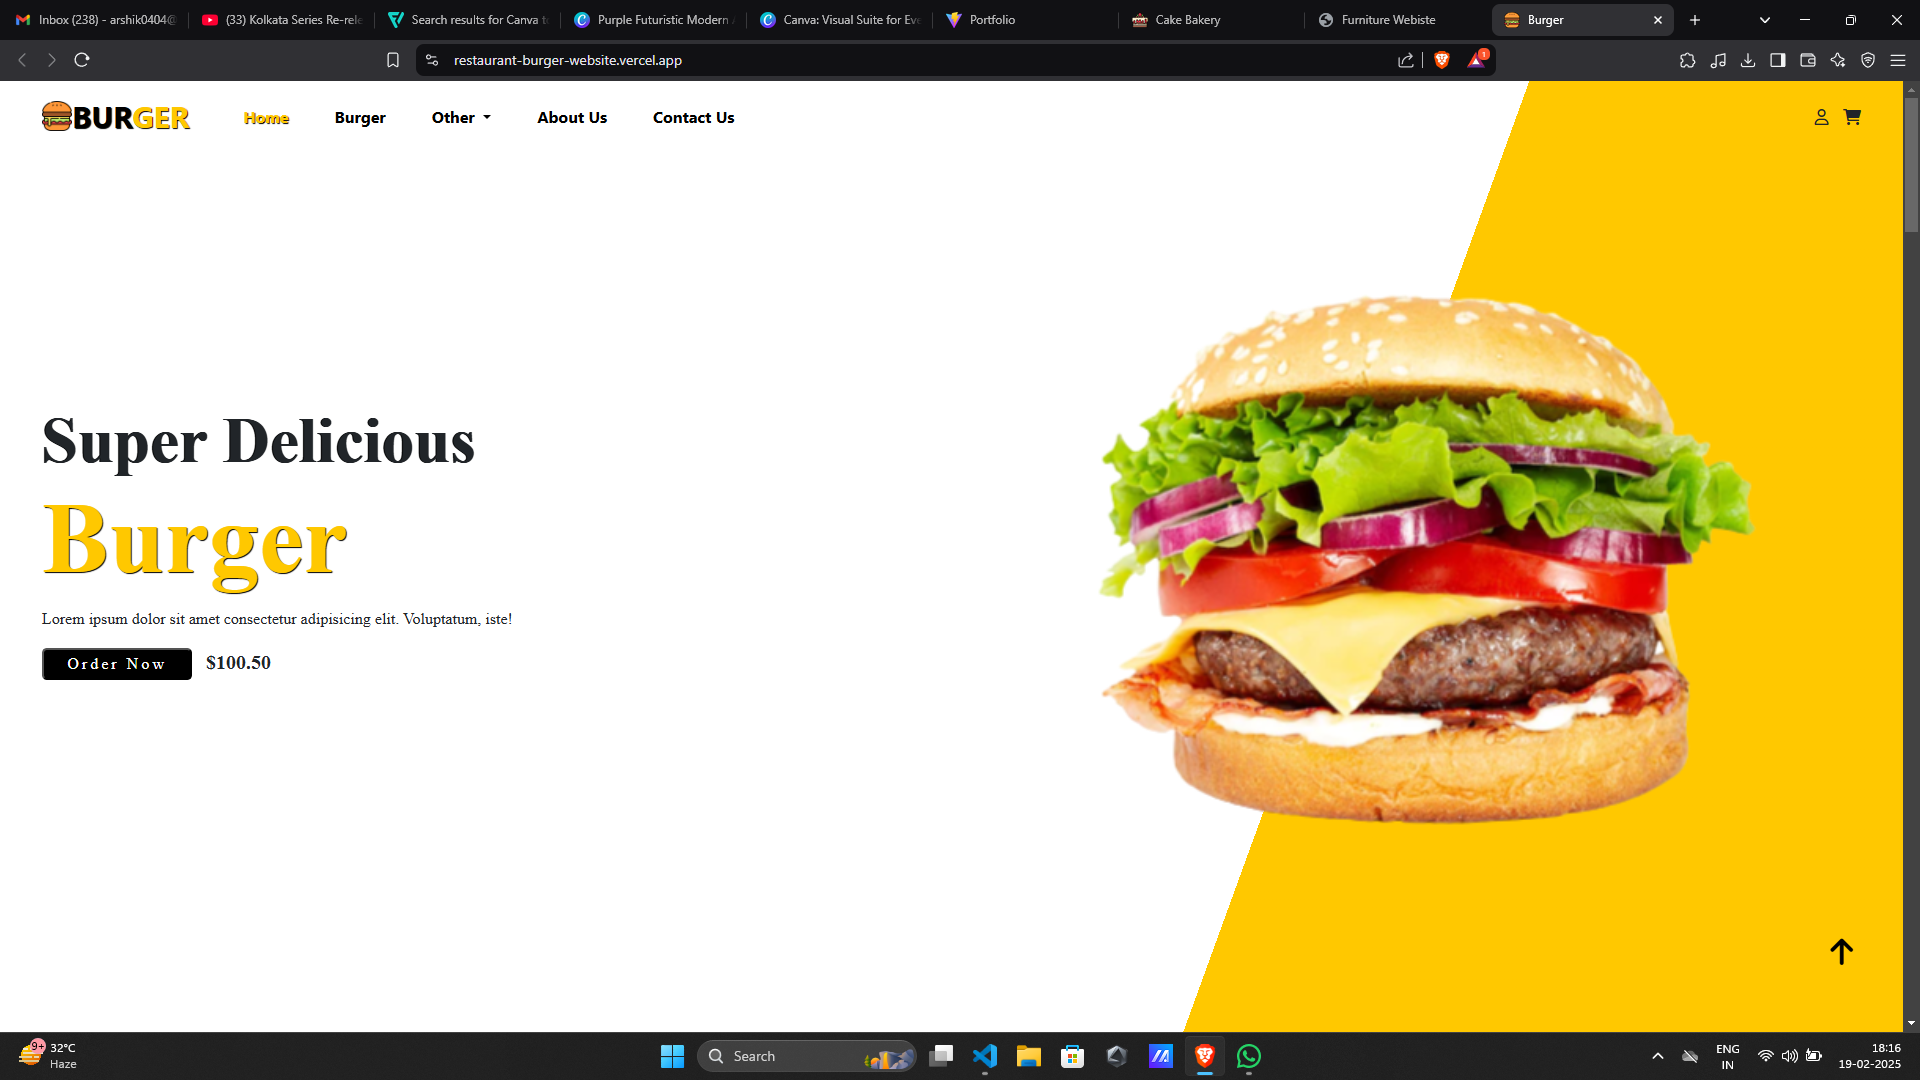 Inbox (238) - arshik0404@
(33) Kolkata Series Re-rele
Search results for Canva te
Purple Futuristic Modern A
Canva: Visual Suite for Eve
Portfolio
Cake Bakery
Furniture Webiste
Burger
restaurant-burger-website.vercel.app
1
BURGER
Home
Burger
Other
About Us
Contact Us
Super Delicious
Burger
Lorem ipsum dolor sit amet consectetur adipisicing elit. Voluptatum, iste!
Order Now
$100.50
9+
32°C
Haze
Search
ENG
IN
18:16
19-02-2025